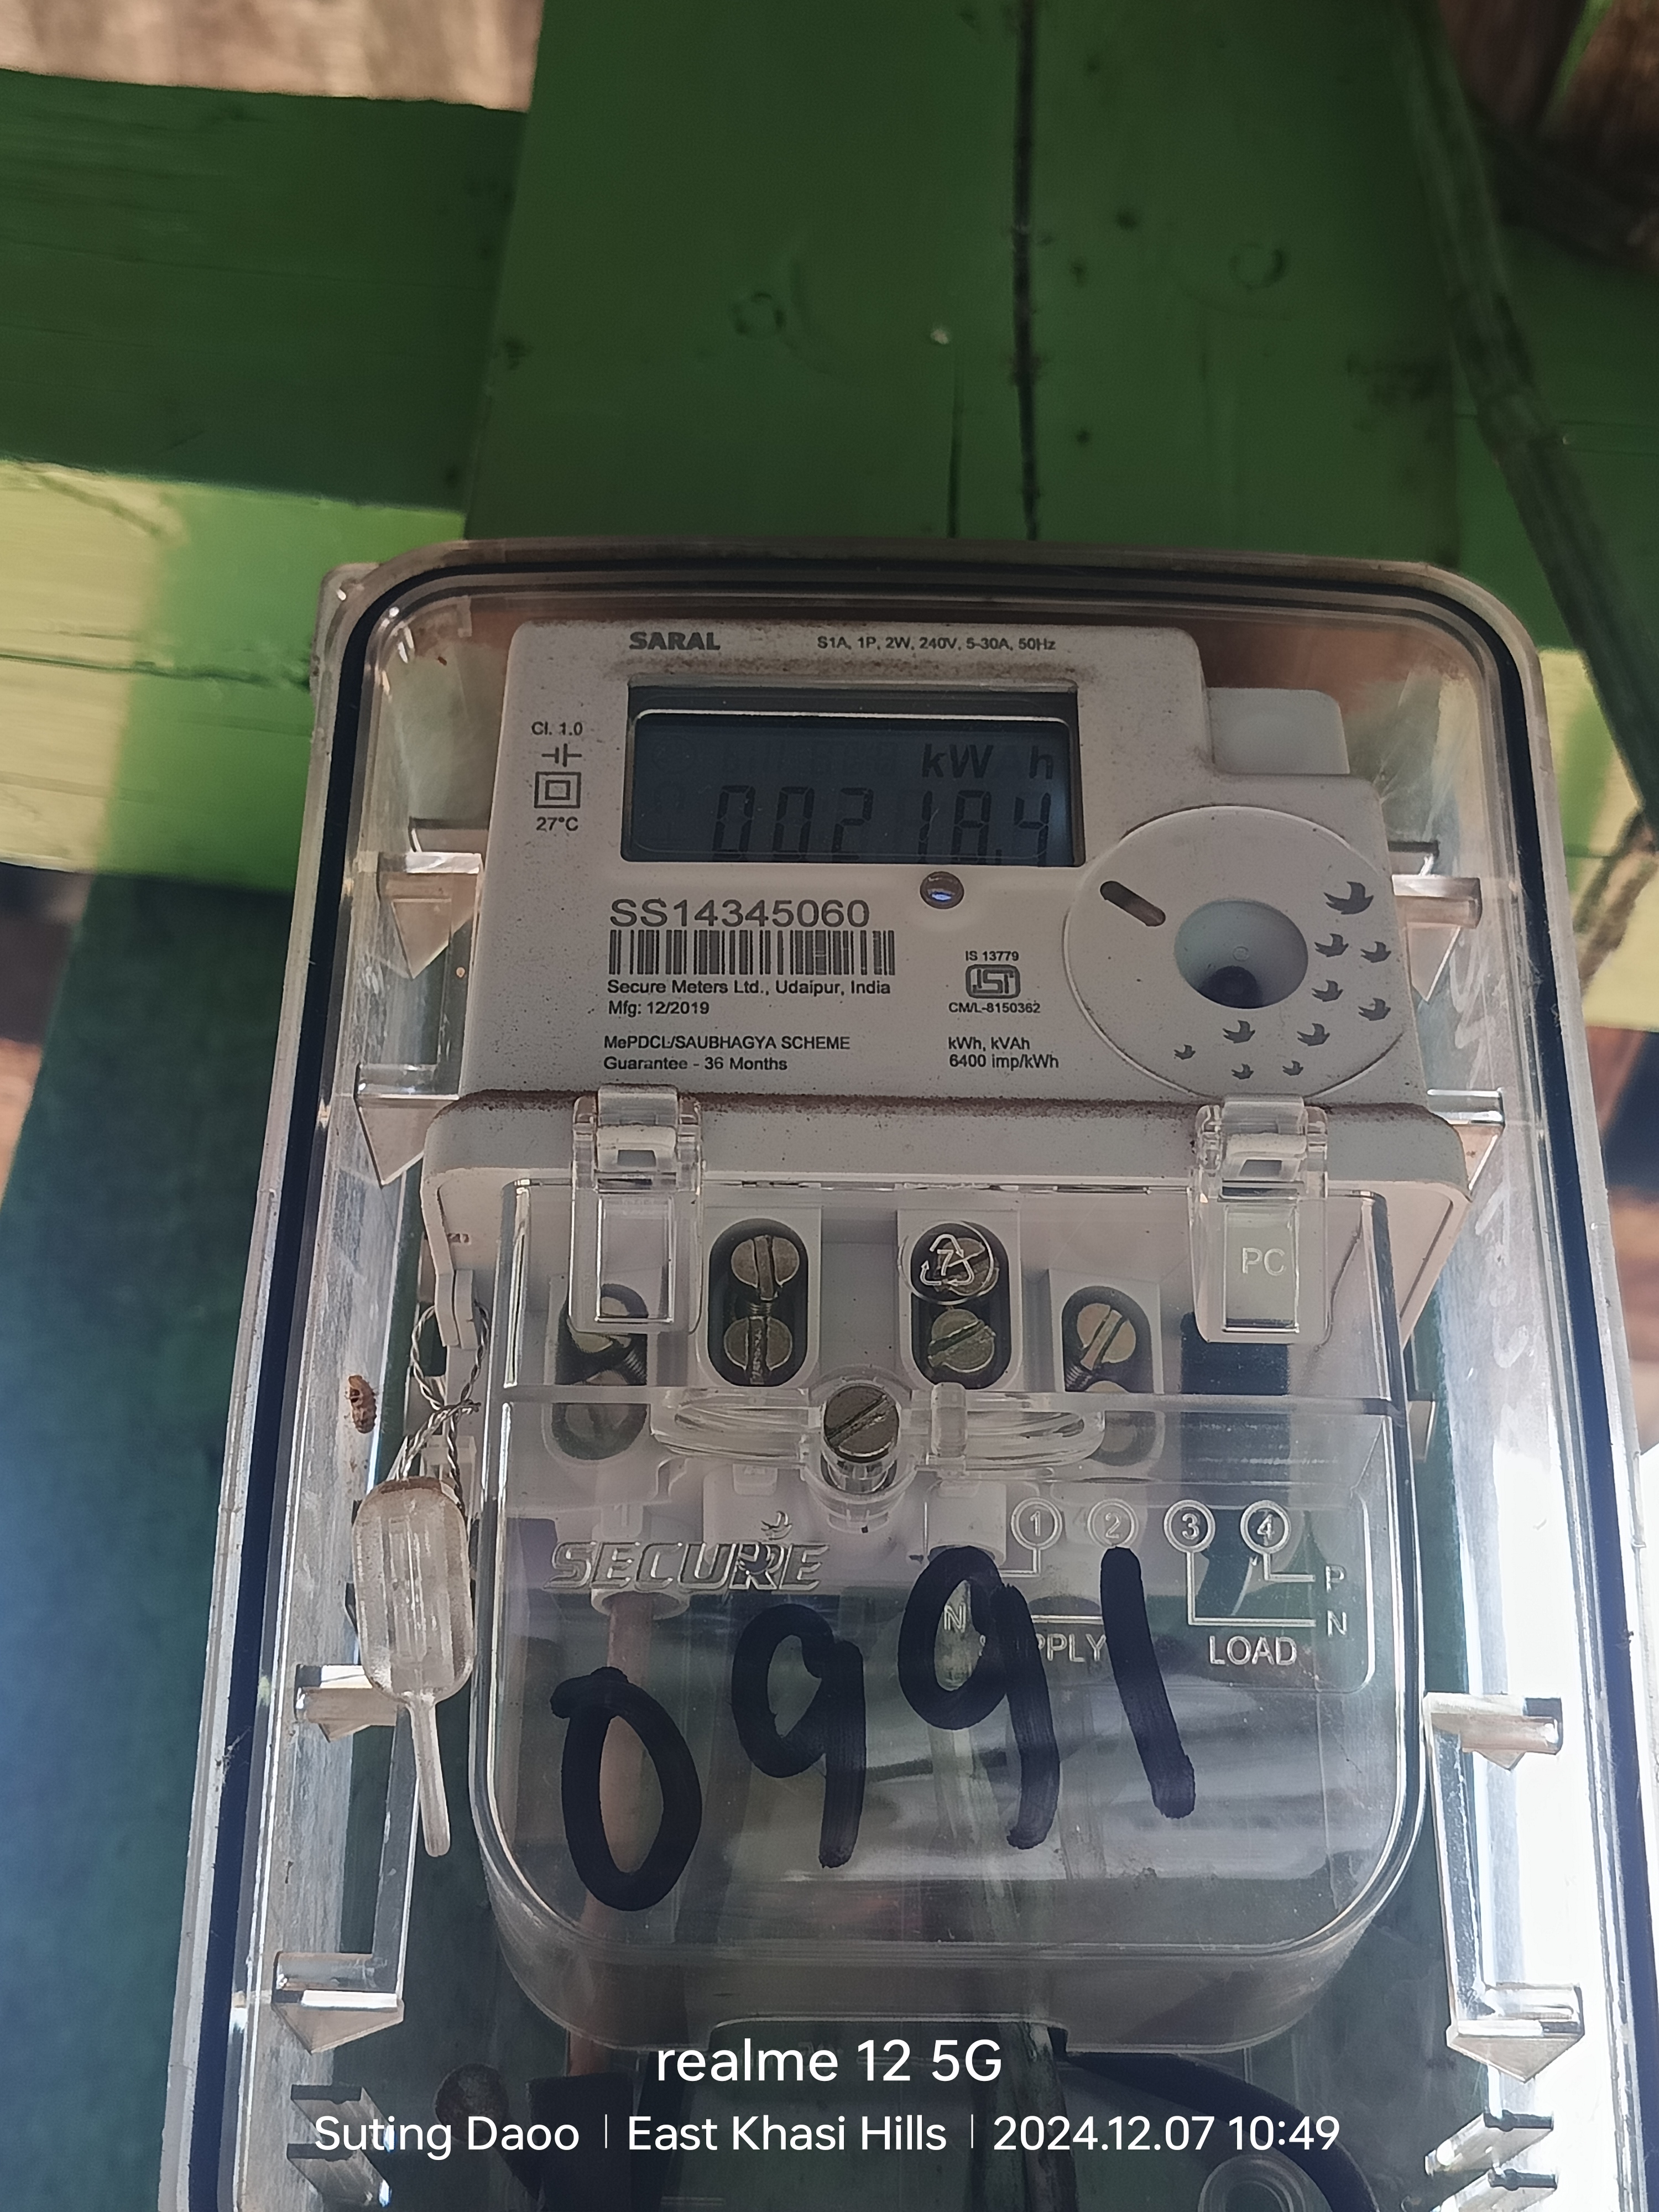 SARAL
S1A, 1P, 2W, 240V, 5-30A, 50Hz
Cl. 1.0
27°C
kW h
00218.4
SS14345060
Secure Meters Ltd., Udaipur, India
Mfg: 12/2019
IS 13779
ISI
CM/L-8150362
MePDCL/SAUBHAGYA SCHEME
Guarantee - 36 Months
kWh, kVAh
6400 imp/kWh
7
PC
SECURE
1 2 3 4
P
N N
LOAD
0991
realme 12 5G
Suting Daoo | East Khasi Hills | 2024.12.07 10:49